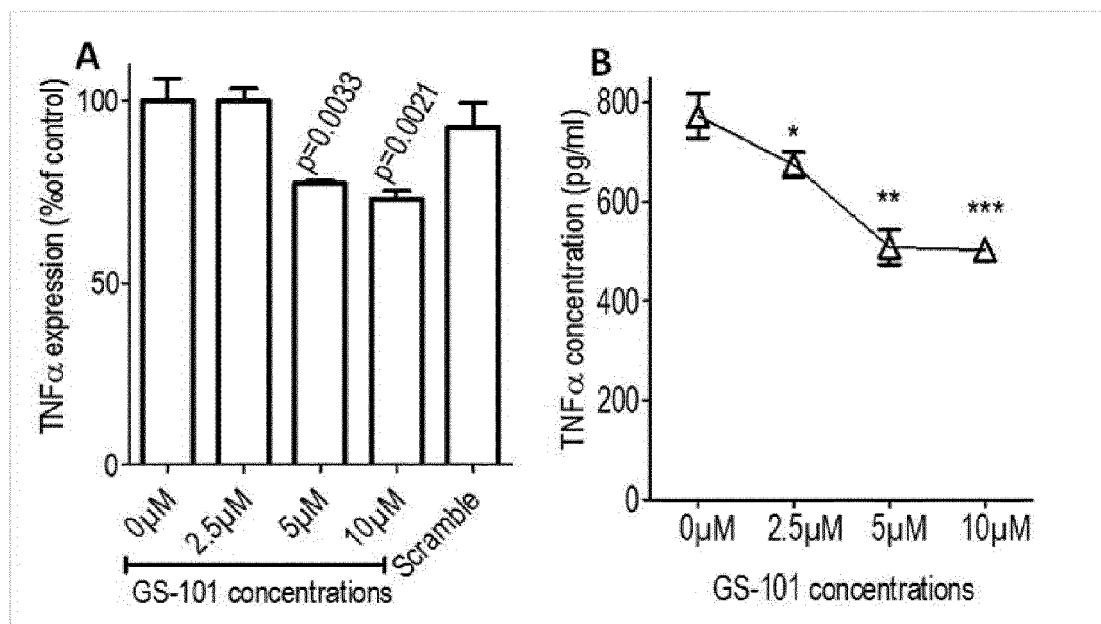 A
TNFα expression (%of control)
100
50
0
p=0.0033
p=0.0021
0µM
2.5µM
5µM
10µM
Scramble
GS-101 concentrations
B
TNFα concentration (pg/ml)
800
600
400
200
0
*
**
***
0µM
2.5µM
5µM
10µM
GS-101 concentrations